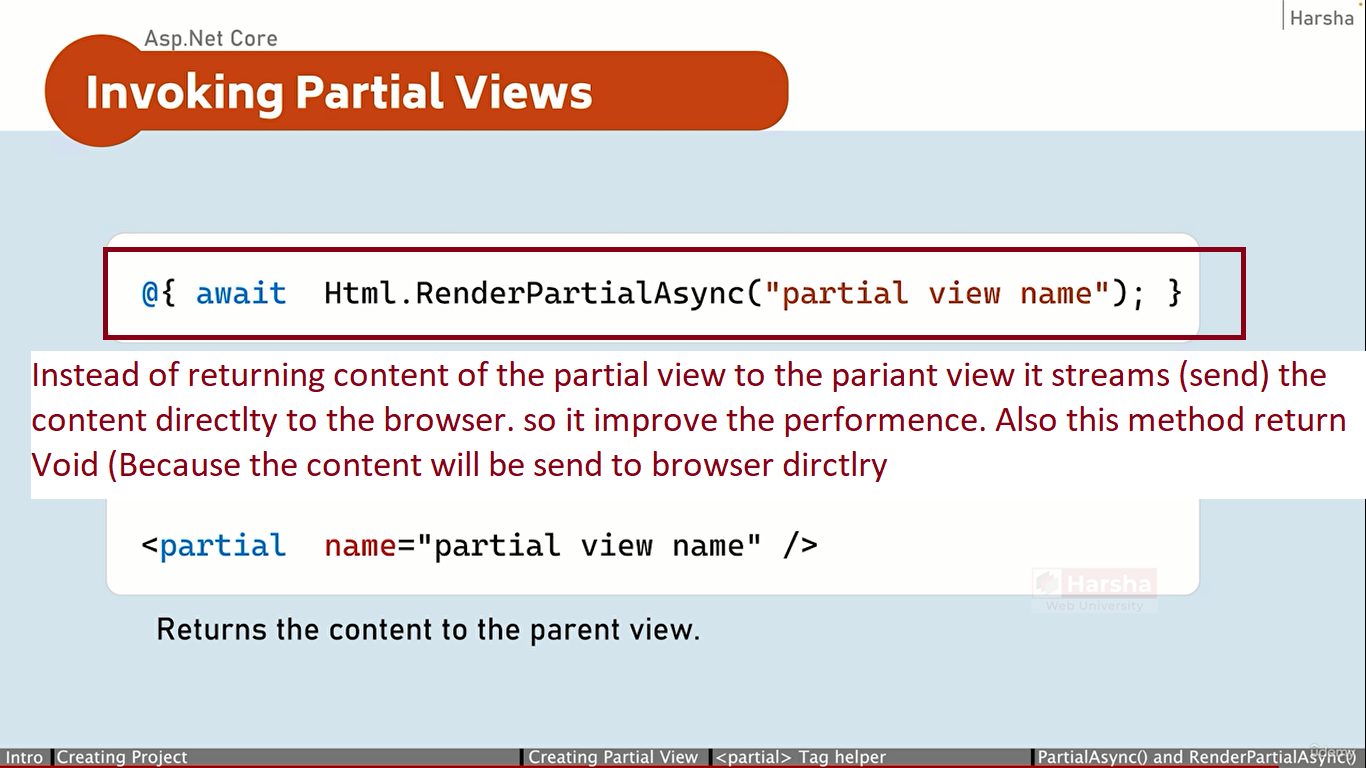 Harsha
Asp.Net Core
Invoking Partial Views
@{ await Html.RenderPartialAsync("partial view name"); }
Instead of returning content of the partial view to the pariant view it streams (send) the
content directlty to the browser. so it improve the performence. Also this method return
Void (Because the content will be send to browser dirctlry
<partial name="partial view name" />
Harsha
Web University
Returns the content to the parent view.
Intro Creating Project Creating Partial View <partial> Tag helper PartialAsync() and RenderPartialAsync()
Udemy